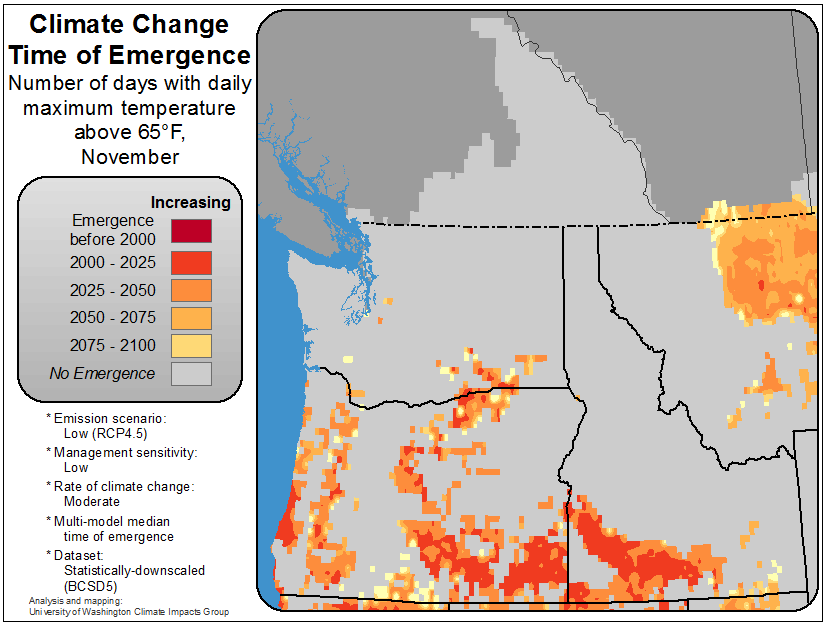 Climate Change
Time of Emergence
Number of days with daily
maximum temperature
above 65°F,
November
Increasing
Emergence
before 2000
2000 - 2025
2025 - 2050
2050 - 2075
2075 - 2100
No Emergence
* Emission scenario:
Low (RCP4.5)
* Management sensitivity:
Low
* Rate of climate change:
Moderate
* Multi-model median
time of emergence
* Dataset:
Statistically-downscaled
(BCSD5)
Analysis and mapping:
University of Washington Climate Impacts Group